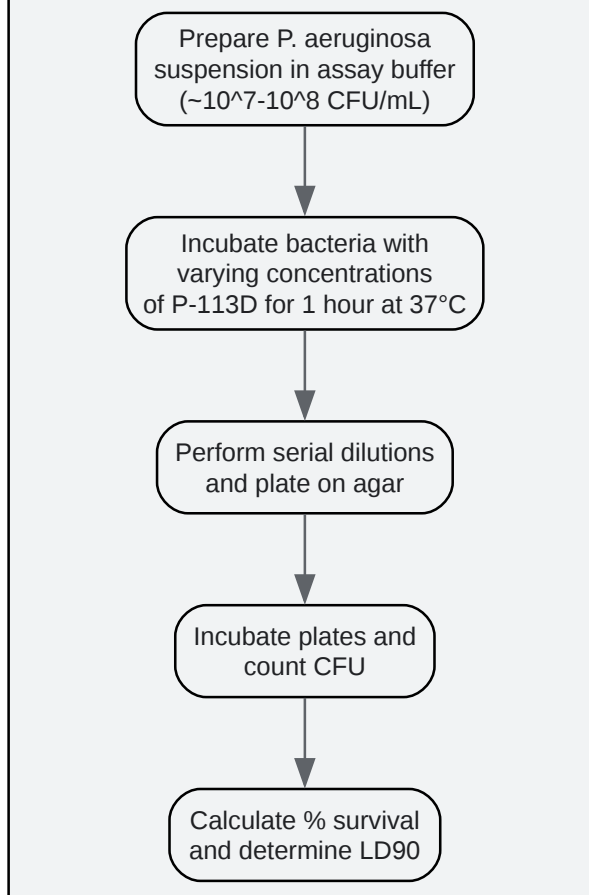 Prepare P. aeruginosa
suspension in assay buffer
(~10^7-10^8 CFU/mL)
Incubate bacteria with
varying concentrations
of P-113D for 1 hour at 37°C
Perform serial dilutions
and plate on agar
Incubate plates and
count CFU
Calculate % survival
and determine LD90